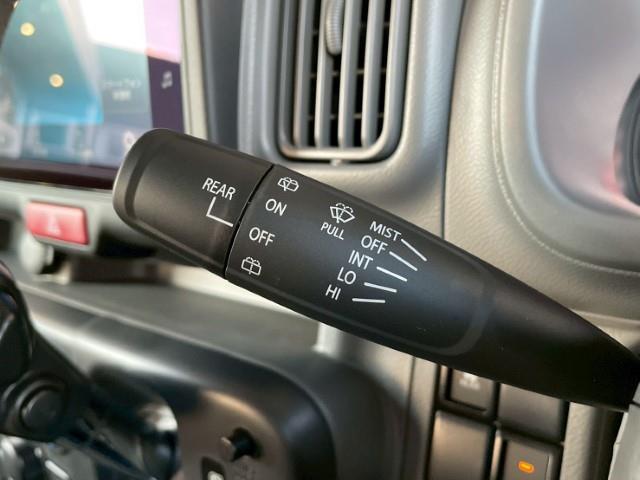 REAR
ON
OFF
PULL
MIST
OFF
INT
LO
HI